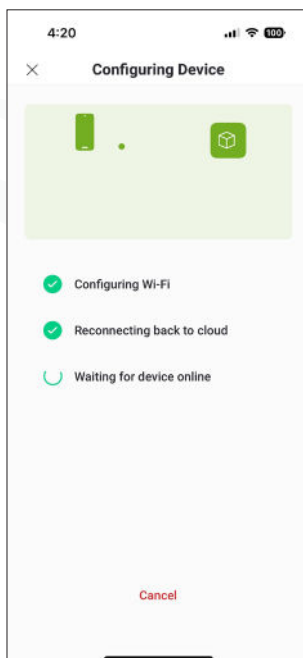 4:20
100
Configuring Device
Configuring Wi-Fi
Reconnecting back to cloud
Waiting for device online
Cancel